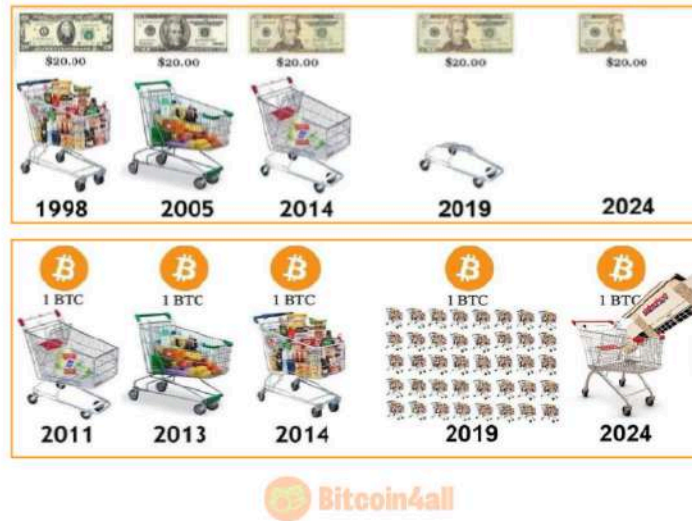 $20.00 $20.00 $20.00 $20.00 $20.00
1998 2005 2014 2019 2024
1 BTC 1 BTC 1 BTC 1 BTC 1 BTC
2011 2013 2014 2019 2024
Bitcoin4all